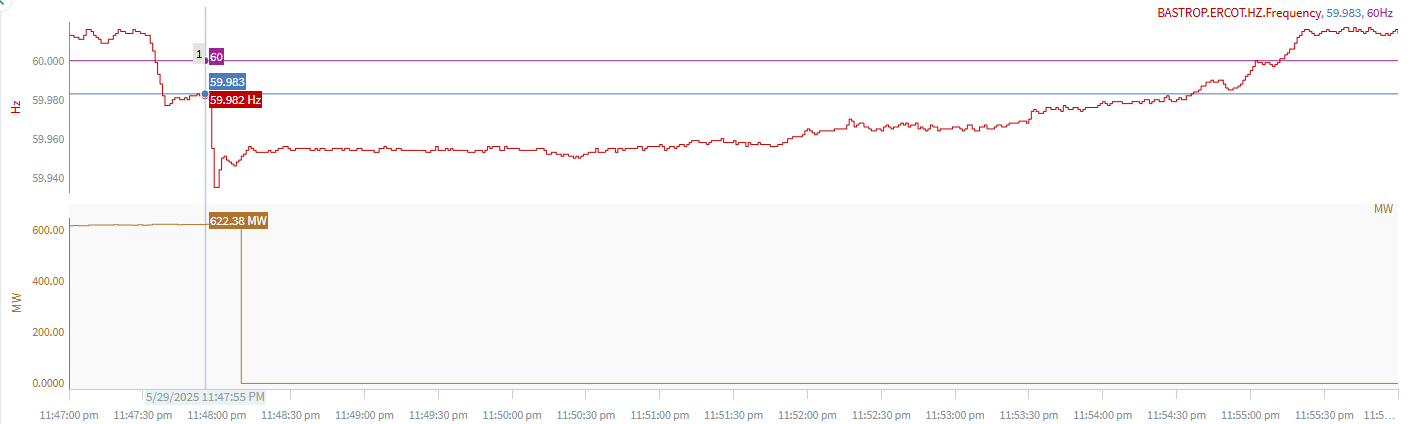 BASTROP.ERCOT.HZ.Frequency, 59.983, 60Hz
1
60
60.000
59.983
59.982 Hz
59.980
Hz
59.960
59.940
MW
622.38 MW
600.00
400.00
MW
200.00
0.0000
5/29/2025 11:47:55 PM
11:47:00 pm 11:47:30 pm 11:48:00 pm 11:48:30 pm 11:49:00 pm 11:49:30 pm 11:50:00 pm 11:50:30 pm 11:51:00 pm 11:51:30 pm 11:52:00 pm 11:52:30 pm 11:53:00 pm 11:53:30 pm 11:54:00 pm 11:54:30 pm 11:55:00 pm 11:55:30 pm 11:5...